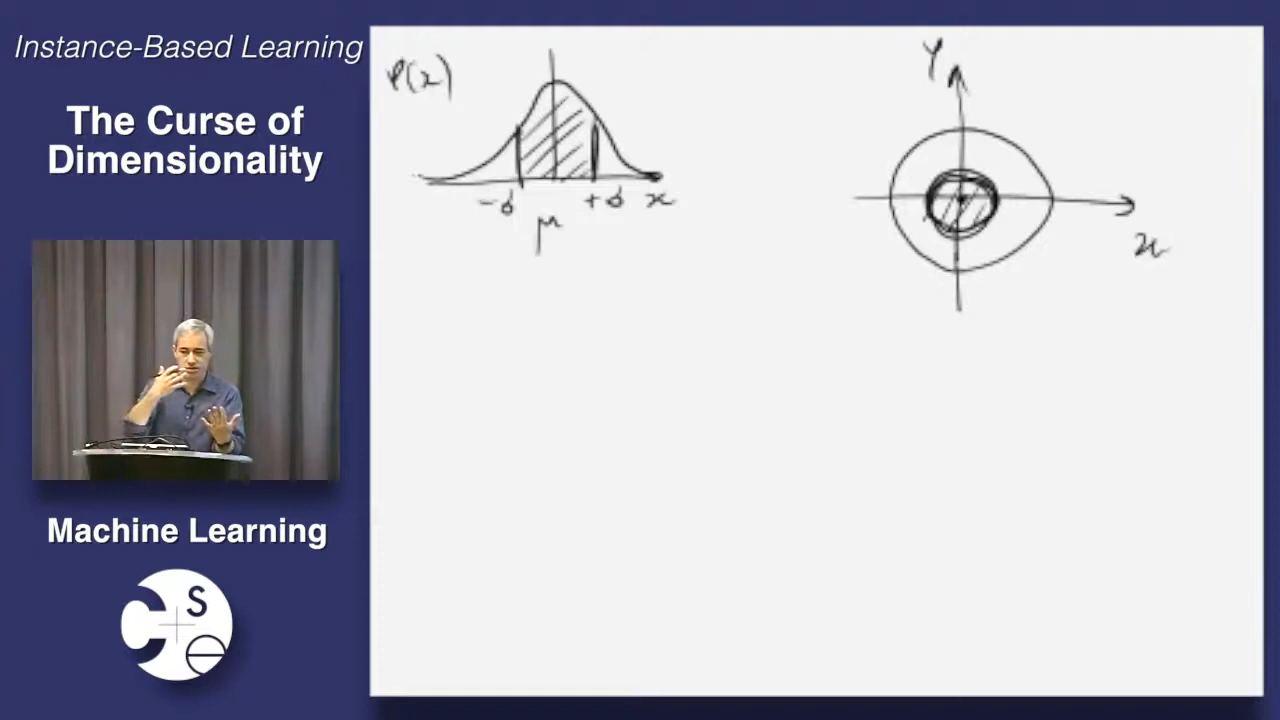 Instance-Based Learning
The Curse of
Dimensionality
Machine Learning
C S e
P(x)
-σ +σ x
μ
Y
x